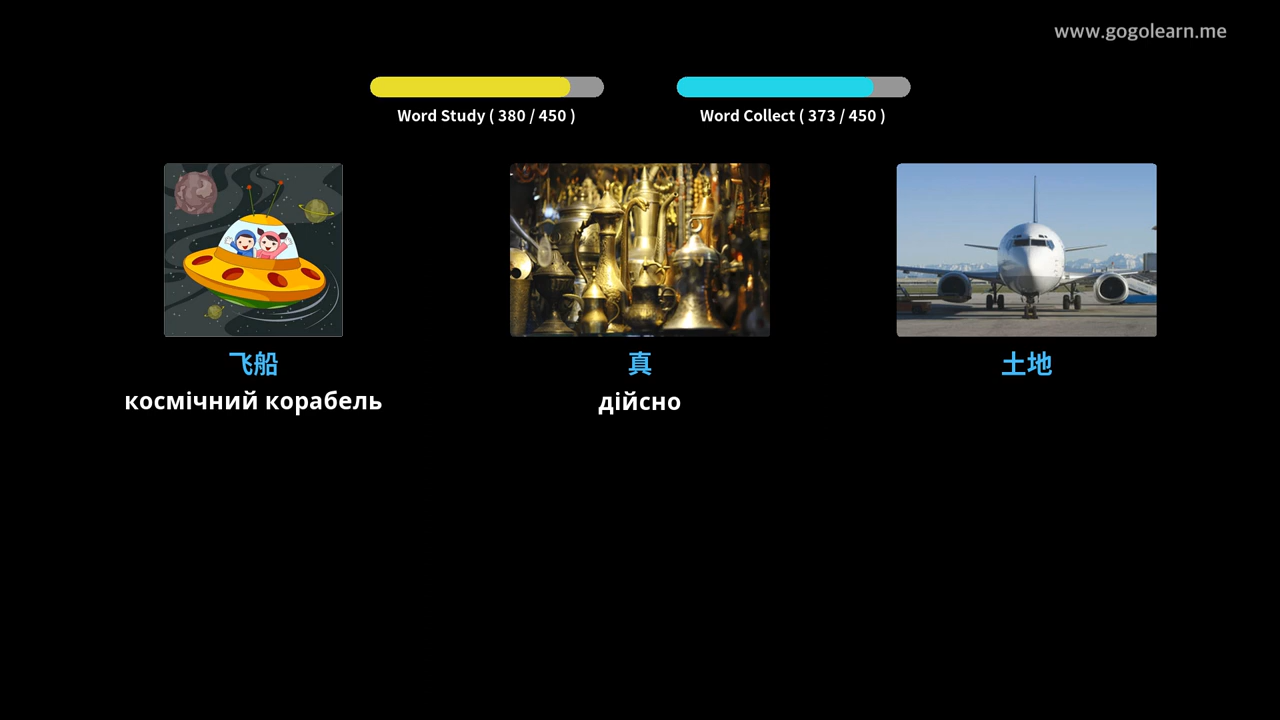 www.gogolearn.me
Word Study ( 380 / 450 )
Word Collect ( 373 / 450 )
飞船
真
土地
космічний корабель
дійсно